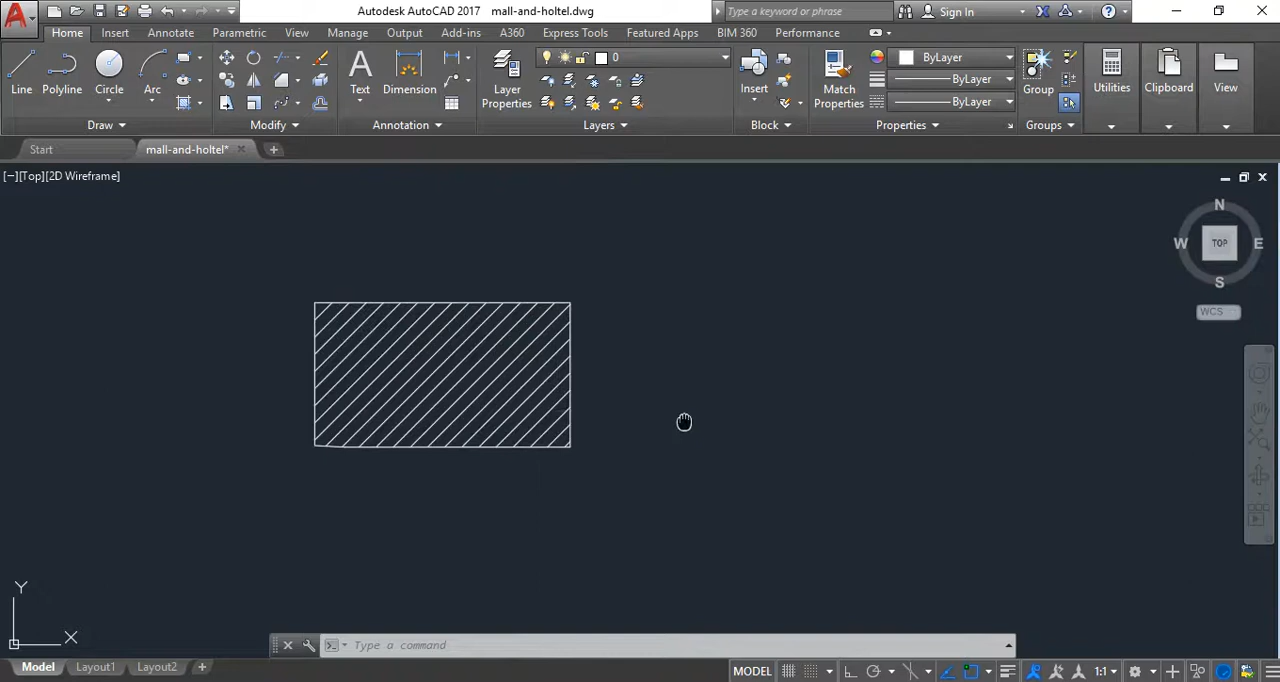 Autodesk AutoCAD 2017 mall-and-holtel.dwg
Type a keyword or phrase
Sign In
Home Insert Annotate Parametric View Manage Output Add-ins A360 Express Tools Featured Apps BIM 360 Performance
Line Polyline Circle Arc
Text Dimension
Layer Properties
0
Insert
Match Properties
ByLayer
ByLayer
ByLayer
Group
Utilities
Clipboard
View
Draw Modify Annotation Layers Block Properties Groups
Start mall-and-holtel*
[−][Top][2D Wireframe]
N
W TOP E
S
WCS
Y
X
Type a command
Model Layout1 Layout2
MODEL 1:1